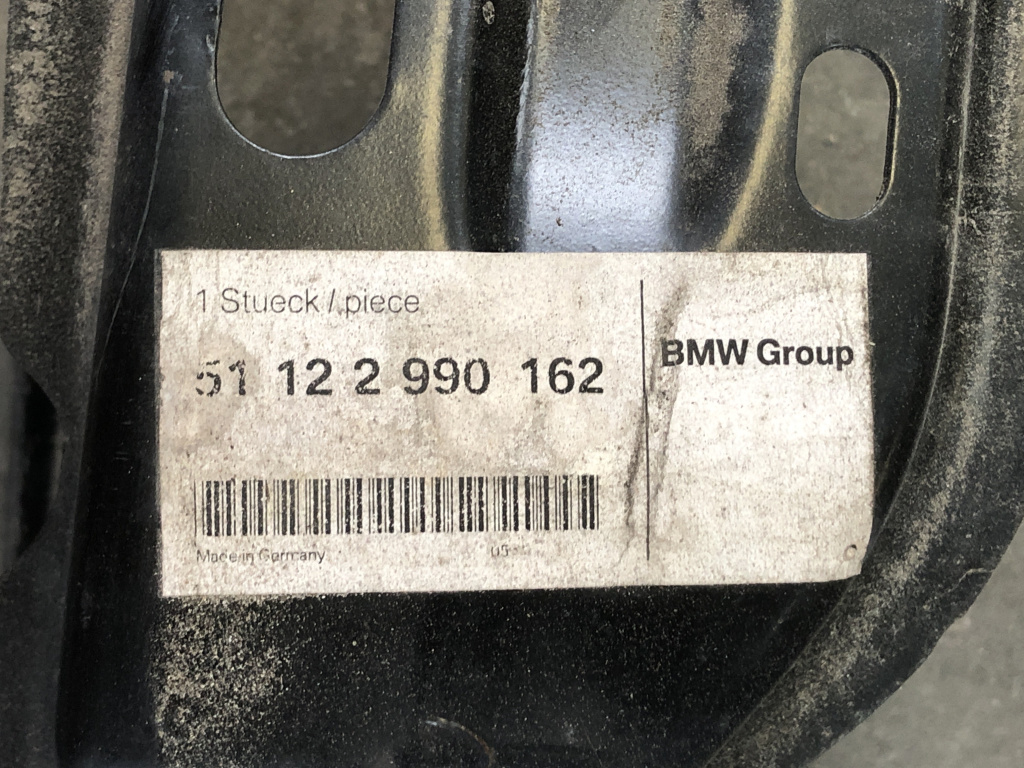 1 Stueck / piece
51 12 2 990 162
BMW Group
Made in Germany